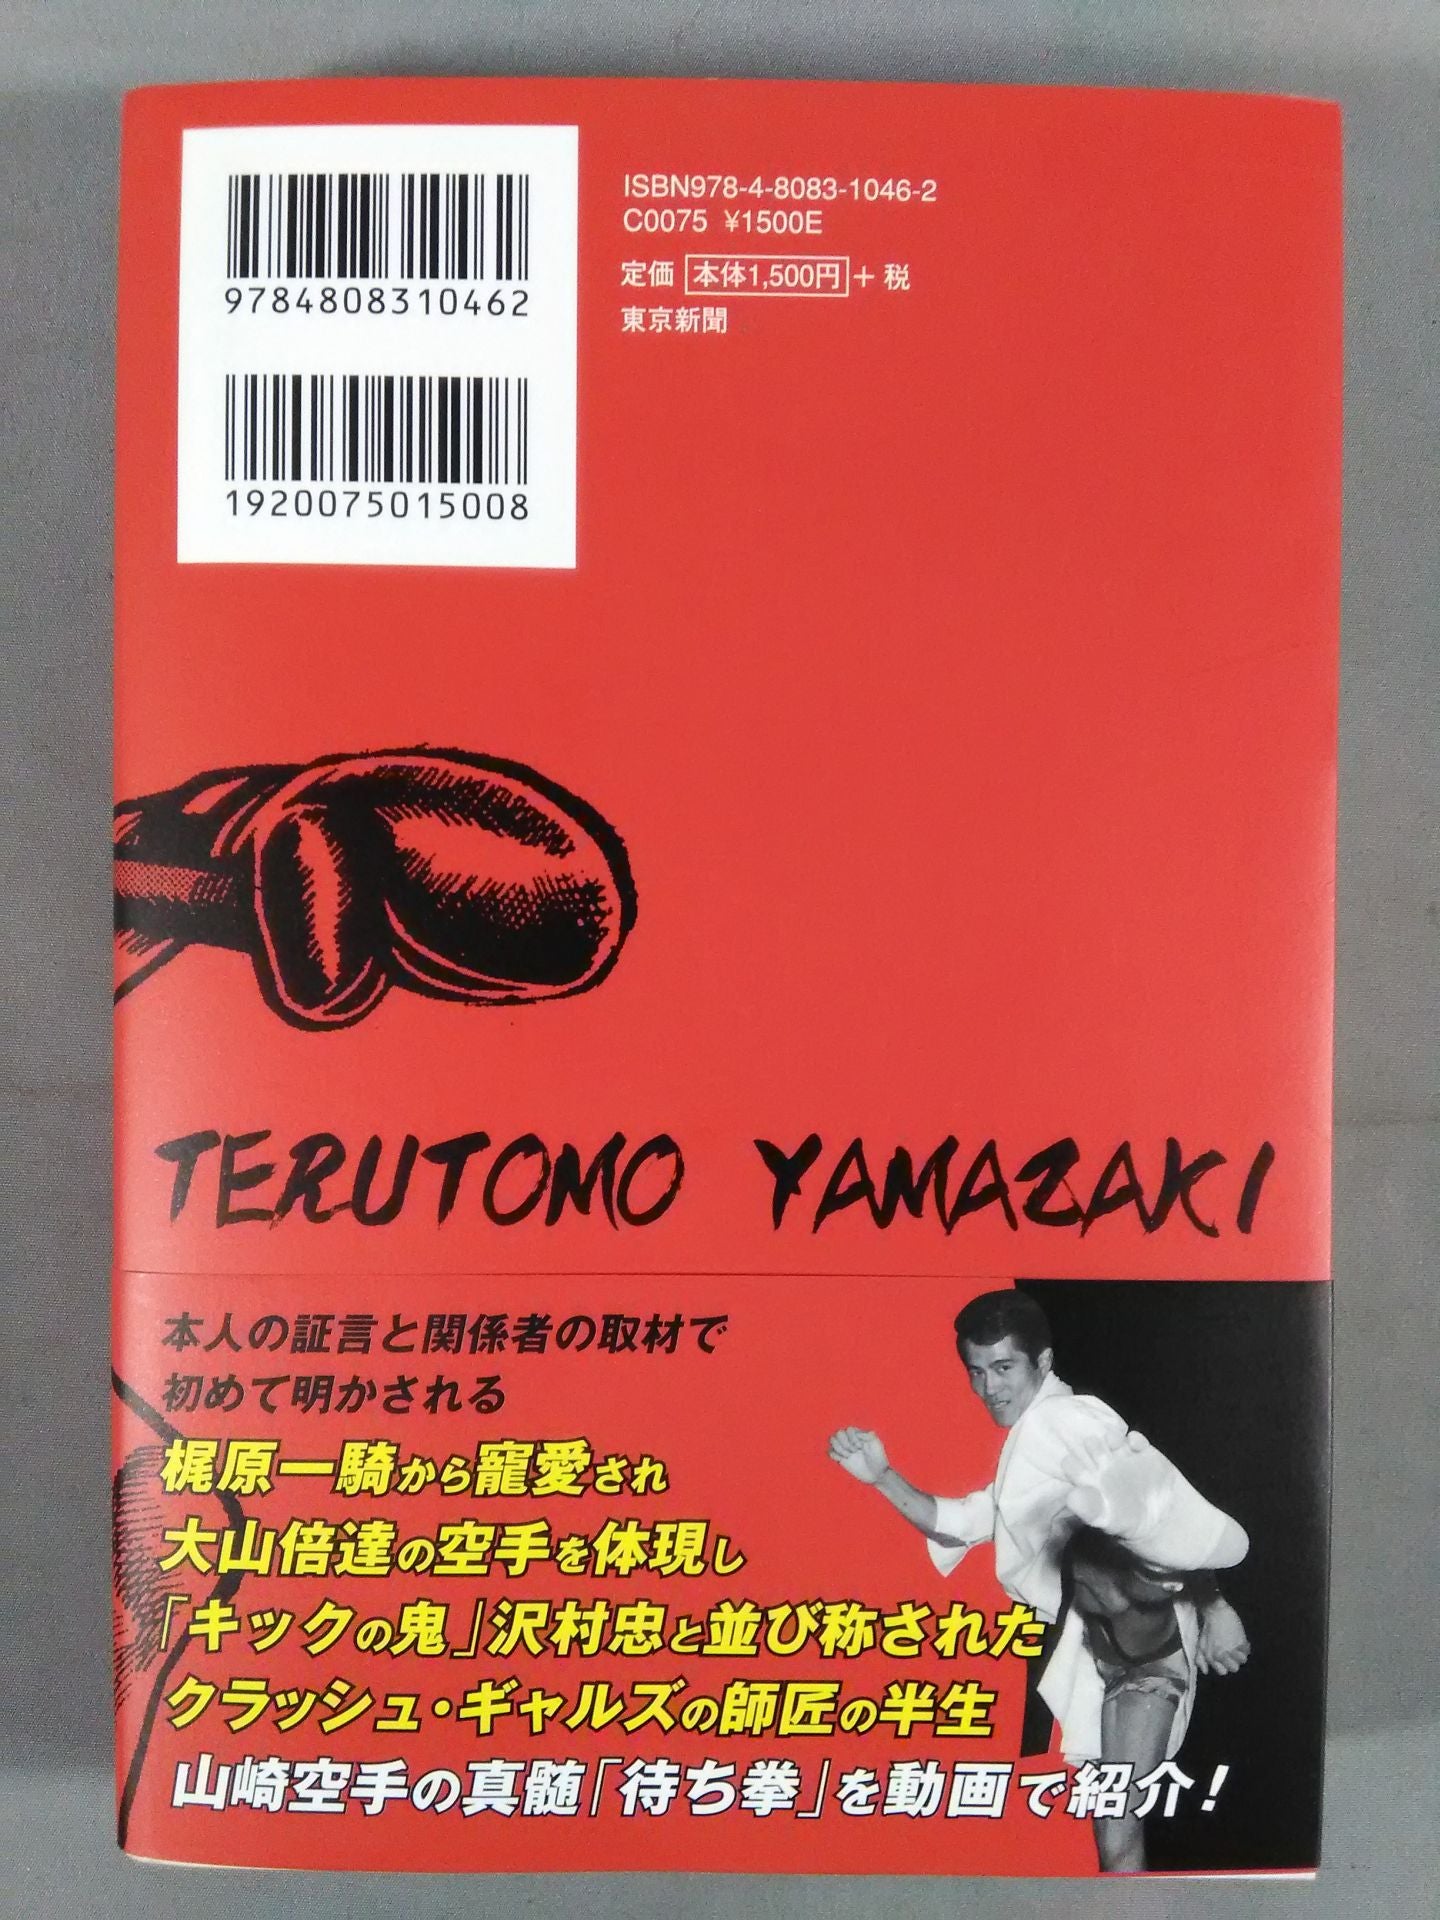 ISBN978-4-8083-1046-2
C0075 ¥1500E
定価 本体1,500円 + 税
東京新聞
9784808310462
1920075015008
TERUTOMO YAMAZAKI
本人の証言と関係者の取材で
初めて明かされる
梶原一騎から寵愛され
大山倍達の空手を体現し
「キックの鬼」沢村忠と並び称された
クラッシュ・ギャルズの師匠の半生
山崎空手の真髄「待ち拳」を動画で紹介!